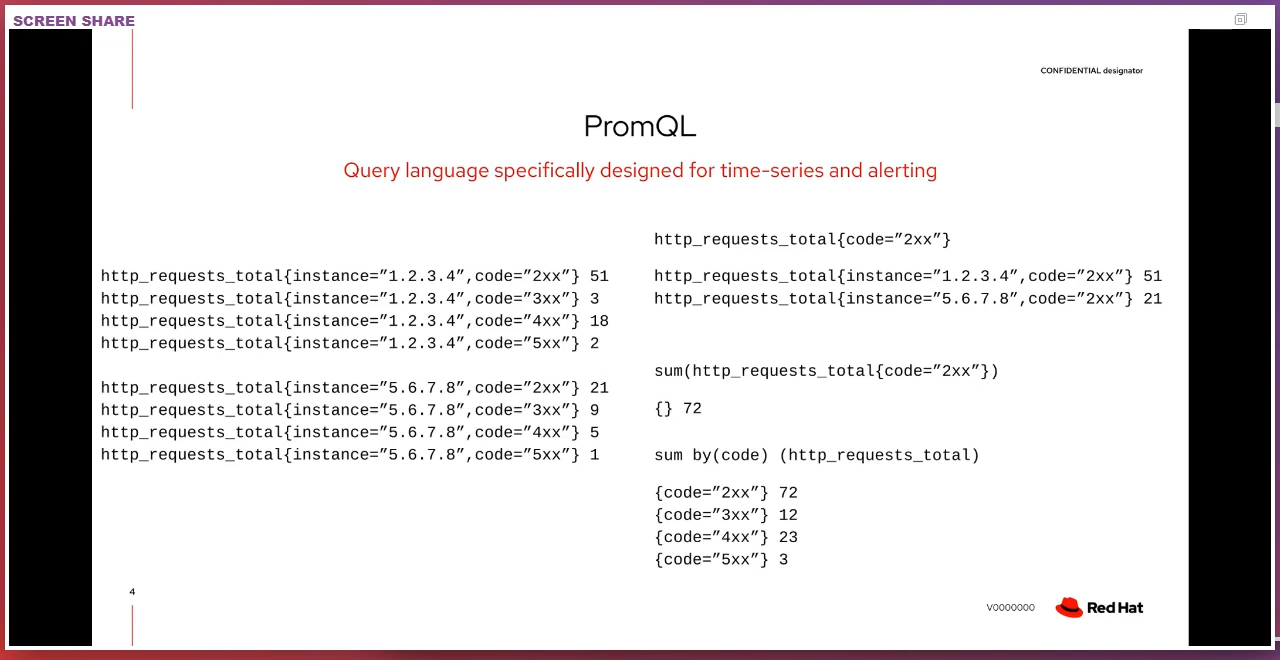 SCREEN SHARE
CONFIDENTIAL designator
PromQL
Query language specifically designed for time-series and alerting
http_requests_total{instance=”1.2.3.4”,code=”2xx”} 51
http_requests_total{instance=”1.2.3.4”,code=”3xx”} 3
http_requests_total{instance=”1.2.3.4”,code=”4xx”} 18
http_requests_total{instance=”1.2.3.4”,code=”5xx”} 2
http_requests_total{instance=”5.6.7.8”,code=”2xx”} 21
http_requests_total{instance=”5.6.7.8”,code=”3xx”} 9
http_requests_total{instance=”5.6.7.8”,code=”4xx”} 5
http_requests_total{instance=”5.6.7.8”,code=”5xx”} 1
http_requests_total{code=”2xx”}
http_requests_total{instance=”1.2.3.4”,code=”2xx”} 51
http_requests_total{instance=”5.6.7.8”,code=”2xx”} 21
sum(http_requests_total{code=”2xx”})
{} 72
sum by(code) (http_requests_total)
{code=”2xx”} 72
{code=”3xx”} 12
{code=”4xx”} 23
{code=”5xx”} 3
4
V0000000
Red Hat